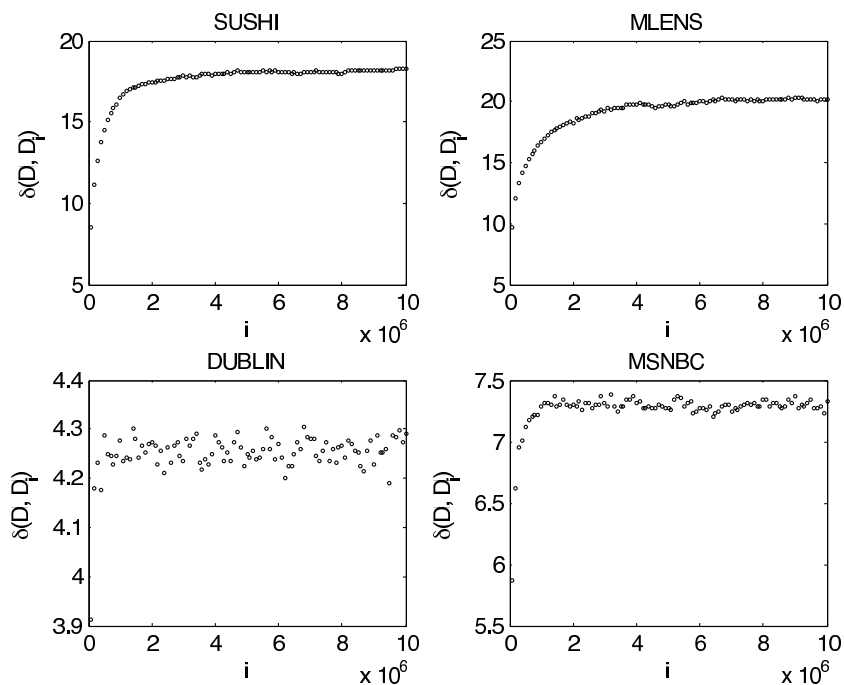 SUSHI
20
15
10
5
δ(D, D_i)
0 2 4 6 8 10
i
x 10^6
MLENS
25
20
15
10
5
δ(D, D_i)
0 2 4 6 8 10
i
x 10^6
DUBLIN
4.4
4.3
4.2
4.1
4
3.9
δ(D, D_i)
0 2 4 6 8 10
i
x 10^6
MSNBC
7.5
7
6.5
6
5.5
δ(D, D_i)
0 2 4 6 8 10
i
x 10^6